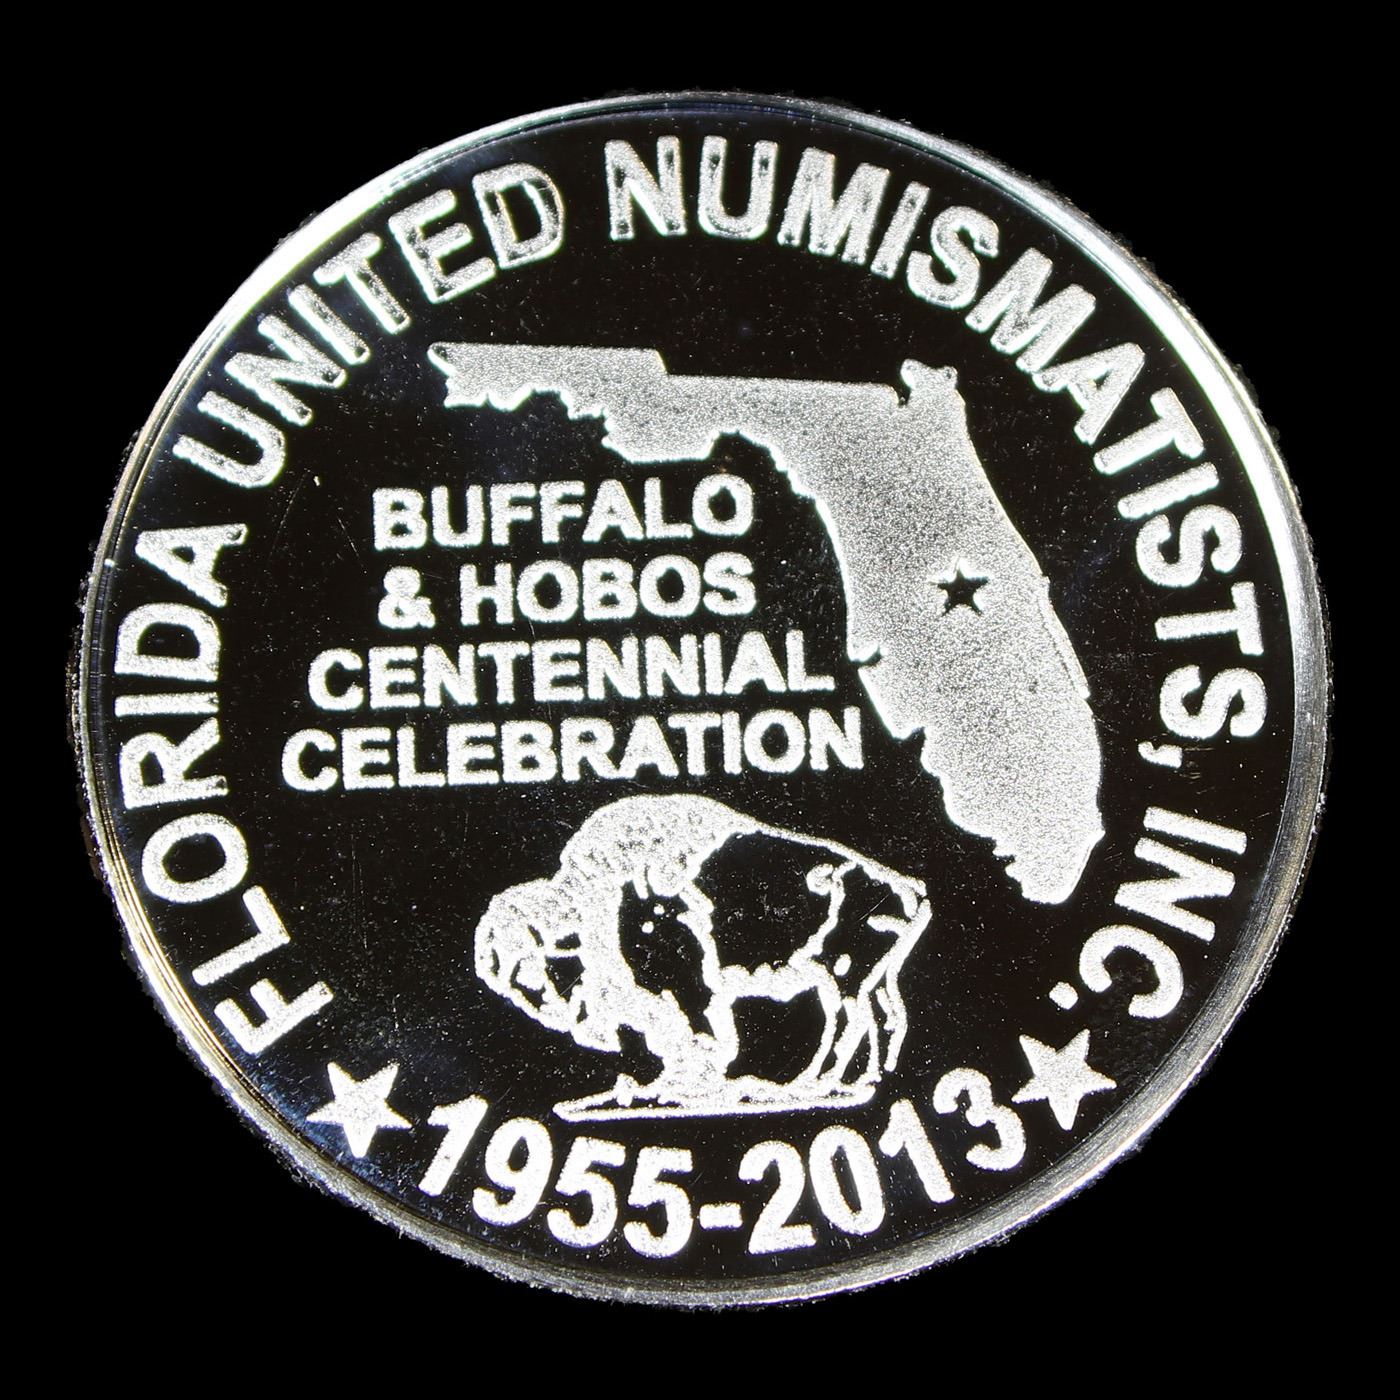 FLORIDA UNITED NUMISMATISTS, INC.
BUFFALO
& HOBOS
CENTENNIAL
CELEBRATION
1955-2013